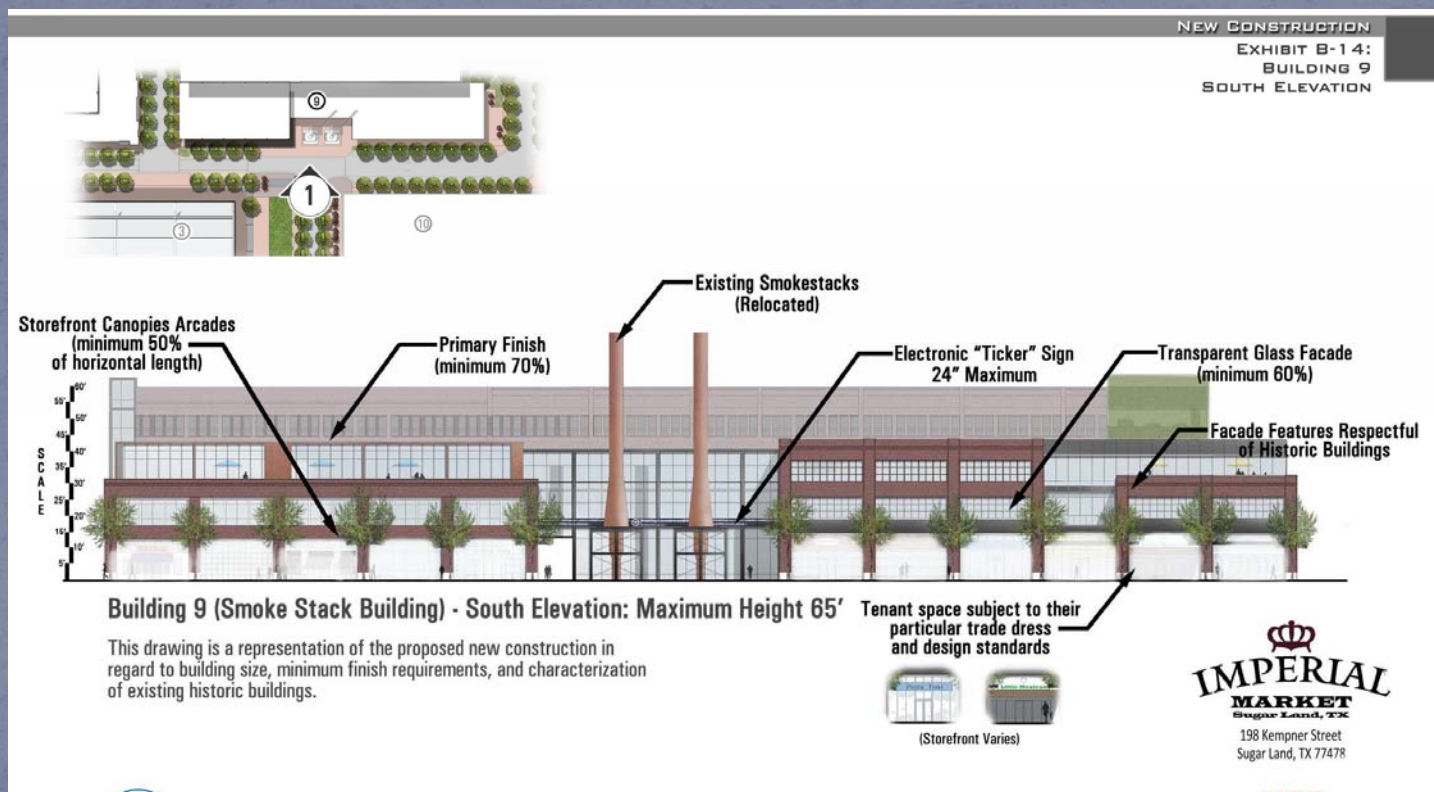 NEW CONSTRUCTION
EXHIBIT B-14:
BUILDING 9
SOUTH ELEVATION
9
1
3
10
Existing Smokestacks
(Relocated)
Storefront Canopies Arcades
(minimum 50%
of horizontal length)
Primary Finish
(minimum 70%)
Electronic "Ticker" Sign
24" Maximum
Transparent Glass Facade
(minimum 60%)
Facade Features Respectful
of Historic Buildings
SCALE
60'
55'
50'
45'
40'
35'
30'
25'
20'
15'
10'
5'
Building 9 (Smoke Stack Building) - South Elevation: Maximum Height 65'
This drawing is a representation of the proposed new construction in
regard to building size, minimum finish requirements, and characterization
of existing historic buildings.
Tenant space subject to their
particular trade dress
and design standards
(Storefront Varies)
IMPERIAL
MARKET
Sugar Land, TX
198 Kempner Street
Sugar Land, TX 77478